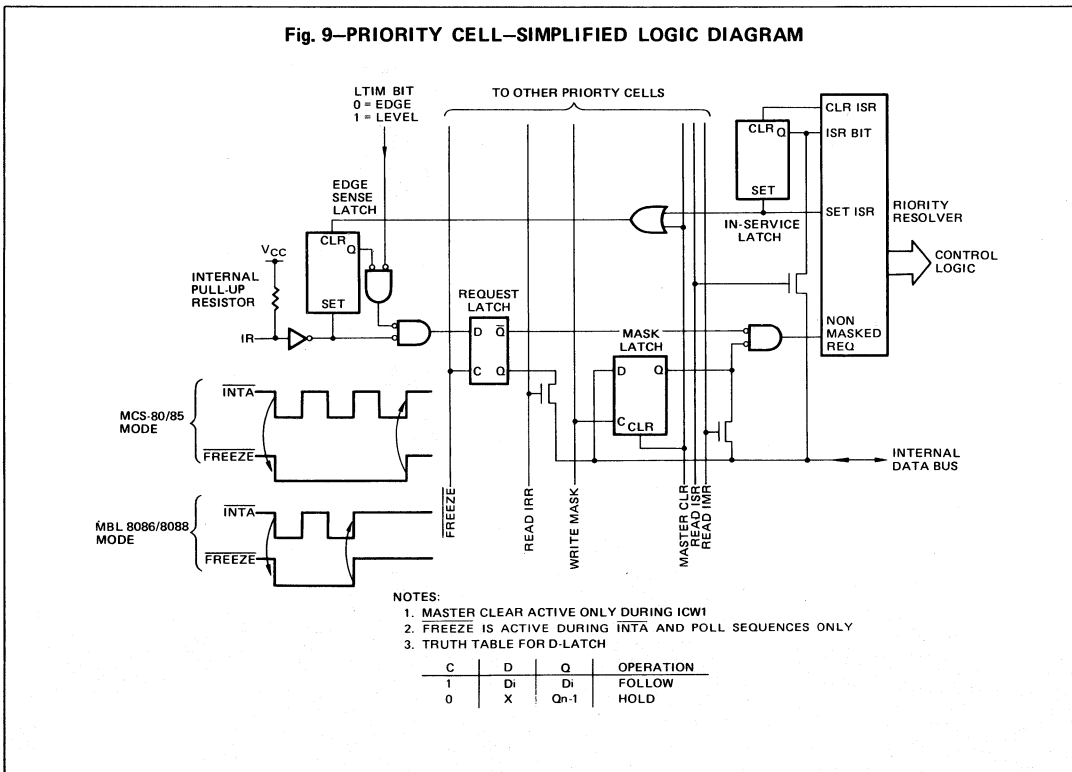 Fig. 9—PRIORITY CELL—SIMPLIFIED LOGIC DIAGRAM
LTIM BIT
0 = EDGE
1 = LEVEL
TO OTHER PRIORTY CELLS
EDGE
SENSE
LATCH
CLR
Q
SET
VCC
INTERNAL
PULL-UP
RESISTOR
IR
REQUEST
LATCH
D
Q̅
C
Q
MASK
LATCH
D
Q
C
CLR
CLR
Q
SET
IN-SERVICE
LATCH
CLR ISR
ISR BIT
SET ISR
NON
MASKED
REQ
RIORITY
RESOLVER
CONTROL
LOGIC
INTERNAL
DATA BUS
MCS-80/85
MODE
INTA
FREEZE
MBL 8086/8088
MODE
INTA
FREEZE
FREEZE
READ IRR
WRITE MASK
MASTER CLR
READ ISR
READ IMR
NOTES:
1. MASTER CLEAR ACTIVE ONLY DURING ICW1
2. FREEZE IS ACTIVE DURING INTA AND POLL SEQUENCES ONLY
3. TRUTH TABLE FOR D-LATCH
C D Q OPERATION
1 Di Di FOLLOW
0 X Qn-1 HOLD